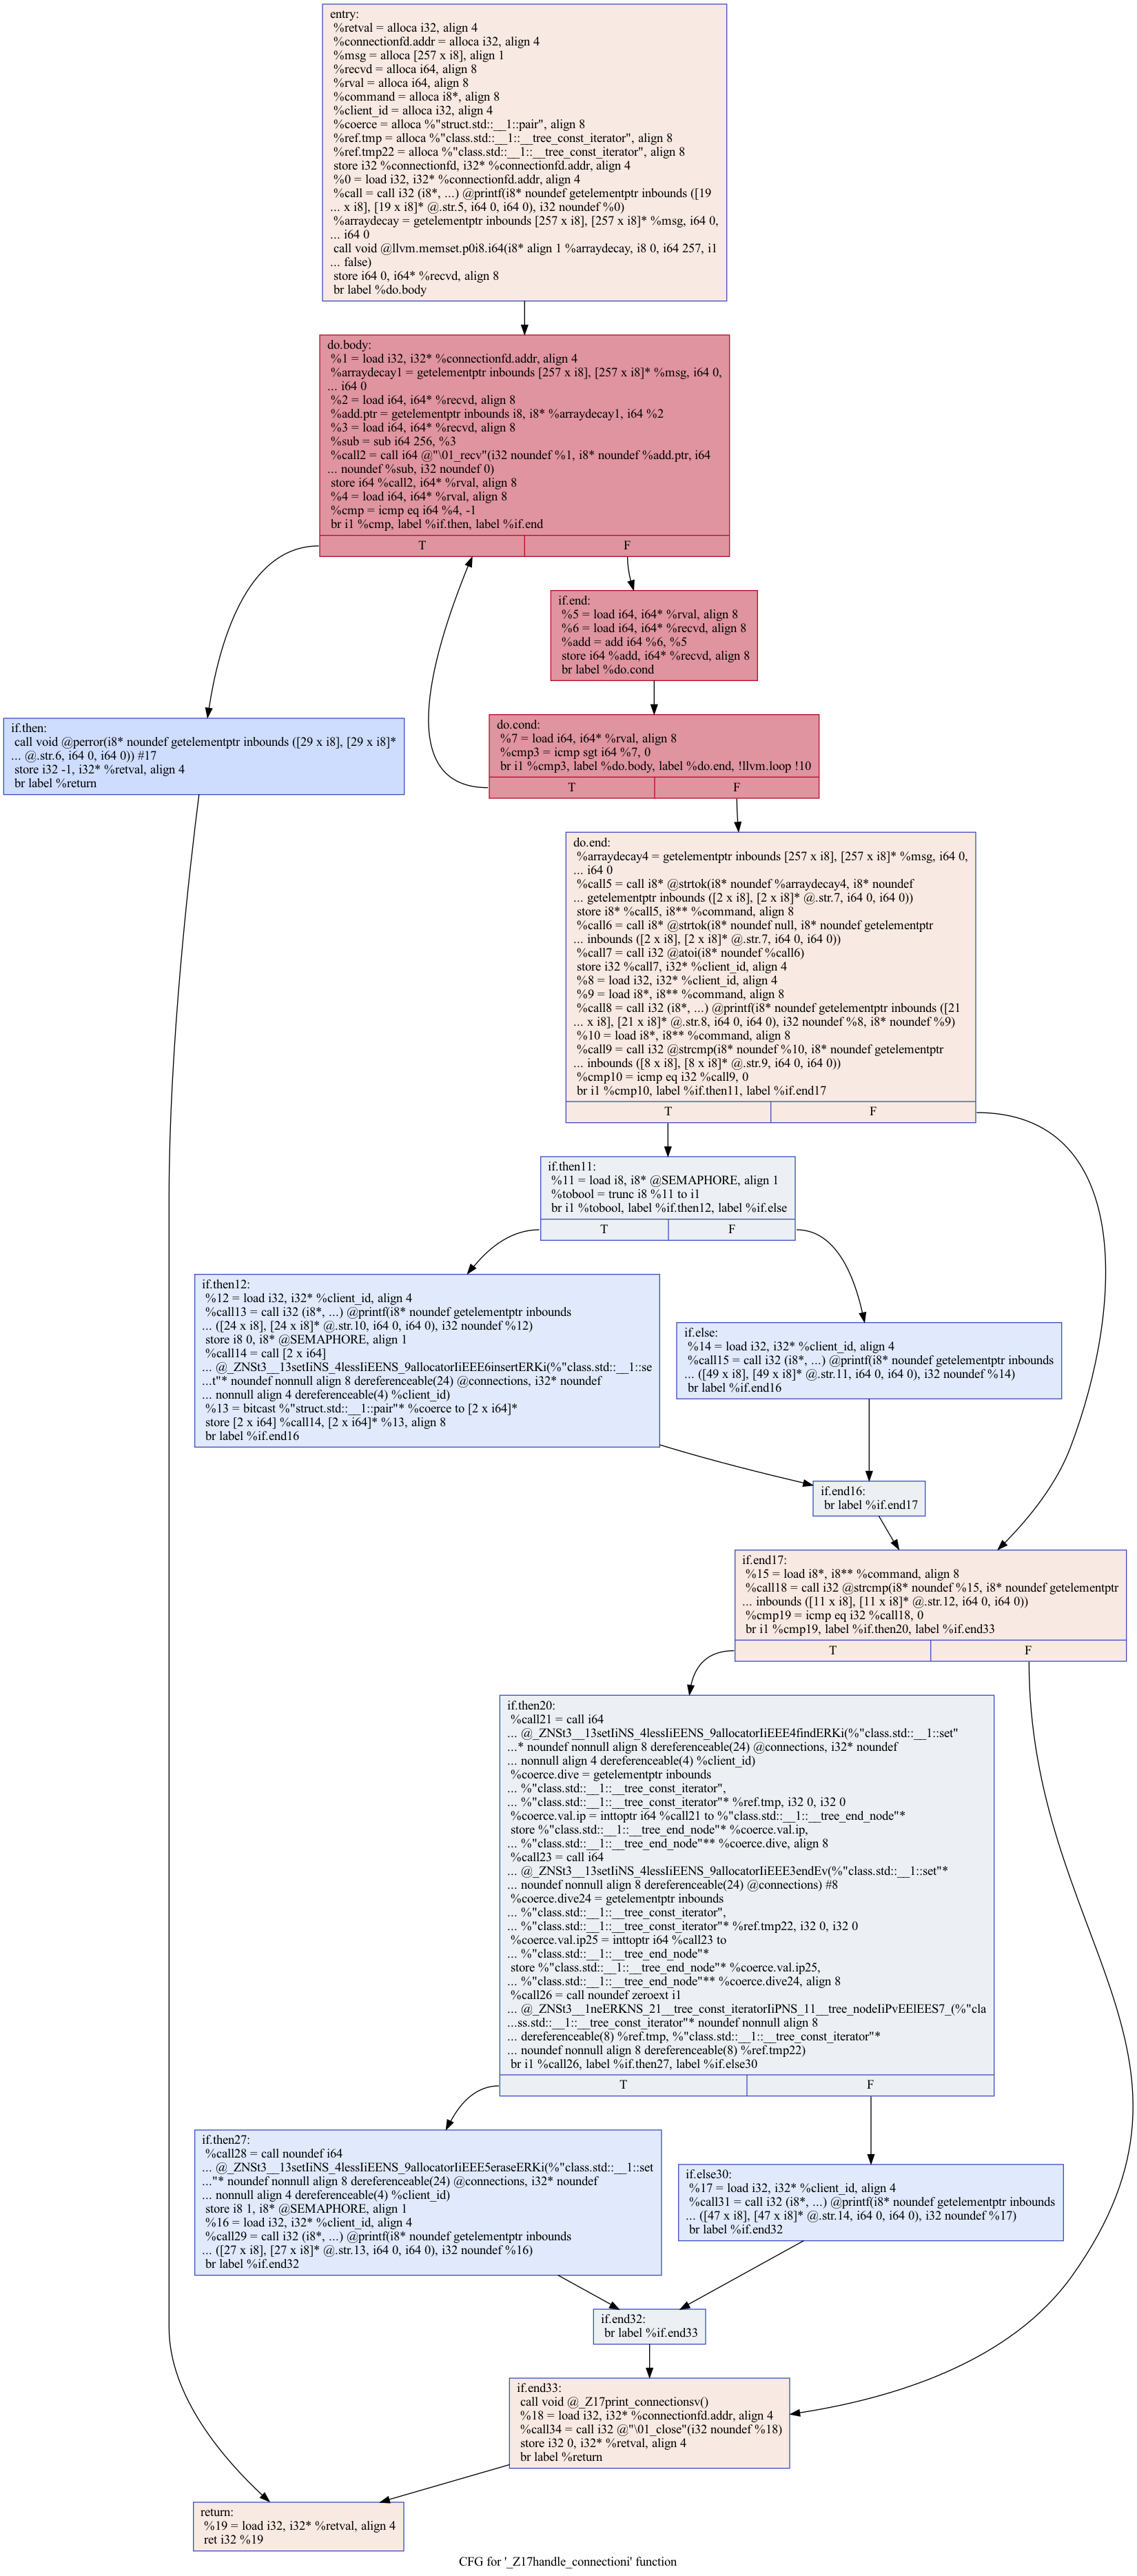 entry:
%retval = alloca i32, align 4
%connectionfd.addr = alloca i32, align 4
%msg = alloca [257 x i8], align 1
%recvd = alloca i64, align 8
%rval = alloca i64, align 8
%command = alloca i8*, align 8
%client_id = alloca i32, align 4
%coerce = alloca %"struct.std::__1::pair", align 8
%ref.tmp = alloca %"class.std::__1::__tree_const_iterator", align 8
%ref.tmp22 = alloca %"class.std::__1::__tree_const_iterator", align 8
store i32 %connectionfd, i32* %connectionfd.addr, align 4
%0 = load i32, i32* %connectionfd.addr, align 4
%call = call i32 (i8*, ...) @printf(i8* noundef getelementptr inbounds ([19
... x i8], [19 x i8]* @.str.5, i64 0, i64 0), i32 noundef %0)
%arraydecay = getelementptr inbounds [257 x i8], [257 x i8]* %msg, i64 0,
... i64 0
call void @llvm.memset.p0i8.i64(i8* align 1 %arraydecay, i8 0, i64 257, i1
... false)
store i64 0, i64* %recvd, align 8
br label %do.body
do.body:
%1 = load i32, i32* %connectionfd.addr, align 4
%arraydecay1 = getelementptr inbounds [257 x i8], [257 x i8]* %msg, i64 0,
... i64 0
%2 = load i64, i64* %recvd, align 8
%add.ptr = getelementptr inbounds i8, i8* %arraydecay1, i64 %2
%3 = load i64, i64* %recvd, align 8
%sub = sub i64 256, %3
%call2 = call i64 @"\01_recv"(i32 noundef %1, i8* noundef %add.ptr, i64
... noundef %sub, i32 noundef 0)
store i64 %call2, i64* %rval, align 8
%4 = load i64, i64* %rval, align 8
%cmp = icmp eq i64 %4, -1
br i1 %cmp, label %if.then, label %if.end
T F
if.end:
%5 = load i64, i64* %rval, align 8
%6 = load i64, i64* %recvd, align 8
%add = add i64 %6, %5
store i64 %add, i64* %recvd, align 8
br label %do.cond
if.then:
call void @perror(i8* noundef getelementptr inbounds ([29 x i8], [29 x i8]*
... @.str.6, i64 0, i64 0)) #17
store i32 -1, i32* %retval, align 4
br label %return
do.cond:
%7 = load i64, i64* %rval, align 8
%cmp3 = icmp sgt i64 %7, 0
br i1 %cmp3, label %do.body, label %do.end, !llvm.loop !10
T F
do.end:
%arraydecay4 = getelementptr inbounds [257 x i8], [257 x i8]* %msg, i64 0,
... i64 0
%call5 = call i8* @strtok(i8* noundef %arraydecay4, i8* noundef
... getelementptr inbounds ([2 x i8], [2 x i8]* @.str.7, i64 0, i64 0))
store i8* %call5, i8** %command, align 8
%call6 = call i8* @strtok(i8* noundef null, i8* noundef getelementptr
... inbounds ([2 x i8], [2 x i8]* @.str.7, i64 0, i64 0))
%call7 = call i32 @atoi(i8* noundef %call6)
store i32 %call7, i32* %client_id, align 4
%8 = load i32, i32* %client_id, align 4
%9 = load i8*, i8** %command, align 8
%call8 = call i32 (i8*, ...) @printf(i8* noundef getelementptr inbounds ([21
... x i8], [21 x i8]* @.str.8, i64 0, i64 0), i32 noundef %8, i8* noundef %9)
%10 = load i8*, i8** %command, align 8
%call9 = call i32 @strcmp(i8* noundef %10, i8* noundef getelementptr
... inbounds ([8 x i8], [8 x i8]* @.str.9, i64 0, i64 0))
%cmp10 = icmp eq i32 %call9, 0
br i1 %cmp10, label %if.then11, label %if.end17
T F
if.then11:
%11 = load i8, i8* @SEMAPHORE, align 1
%tobool = trunc i8 %11 to i1
br i1 %tobool, label %if.then12, label %if.else
T F
if.then12:
%12 = load i32, i32* %client_id, align 4
%call13 = call i32 (i8*, ...) @printf(i8* noundef getelementptr inbounds
... ([24 x i8], [24 x i8]* @.str.10, i64 0, i64 0), i32 noundef %12)
store i8 0, i8* @SEMAPHORE, align 1
%call14 = call [2 x i64]
... @_ZNSt3__13setIiNS_4lessIiEENS_9allocatorIiEEE6insertERKi(%"class.std::__1::se
...t"* noundef nonnull align 8 dereferenceable(24) @connections, i32* noundef
... nonnull align 4 dereferenceable(4) %client_id)
%13 = bitcast %"struct.std::__1::pair"* %coerce to [2 x i64]*
store [2 x i64] %call14, [2 x i64]* %13, align 8
br label %if.end16
if.else:
%14 = load i32, i32* %client_id, align 4
%call15 = call i32 (i8*, ...) @printf(i8* noundef getelementptr inbounds
... ([49 x i8], [49 x i8]* @.str.11, i64 0, i64 0), i32 noundef %14)
br label %if.end16
if.end16:
br label %if.end17
if.end17:
%15 = load i8*, i8** %command, align 8
%call18 = call i32 @strcmp(i8* noundef %15, i8* noundef getelementptr
... inbounds ([11 x i8], [11 x i8]* @.str.12, i64 0, i64 0))
%cmp19 = icmp eq i32 %call18, 0
br i1 %cmp19, label %if.then20, label %if.end33
T F
if.then20:
%call21 = call i64
... @_ZNSt3__13setIiNS_4lessIiEENS_9allocatorIiEEE4findERKi(%"class.std::__1::set"
...* noundef nonnull align 8 dereferenceable(24) @connections, i32* noundef
... nonnull align 4 dereferenceable(4) %client_id)
%coerce.dive = getelementptr inbounds
... %"class.std::__1::__tree_const_iterator",
... %"class.std::__1::__tree_const_iterator"* %ref.tmp, i32 0, i32 0
%coerce.val.ip = inttoptr i64 %call21 to %"class.std::__1::__tree_end_node"*
store %"class.std::__1::__tree_end_node"* %coerce.val.ip,
... %"class.std::__1::__tree_end_node"** %coerce.dive, align 8
%call23 = call i64
... @_ZNSt3__13setIiNS_4lessIiEENS_9allocatorIiEEE3endEv(%"class.std::__1::set"*
... noundef nonnull align 8 dereferenceable(24) @connections) #8
%coerce.dive24 = getelementptr inbounds
... %"class.std::__1::__tree_const_iterator",
... %"class.std::__1::__tree_const_iterator"* %ref.tmp22, i32 0, i32 0
%coerce.val.ip25 = inttoptr i64 %call23 to
... %"class.std::__1::__tree_end_node"*
store %"class.std::__1::__tree_end_node"* %coerce.val.ip25,
... %"class.std::__1::__tree_end_node"** %coerce.dive24, align 8
%call26 = call noundef zeroext i1
... @_ZNSt3__1neERKNS_21__tree_const_iteratorIiPNS_11__tree_nodeIiPvEElEES7_(%"cla
...ss.std::__1::__tree_const_iterator"* noundef nonnull align 8
... dereferenceable(8) %ref.tmp, %"class.std::__1::__tree_const_iterator"*
... noundef nonnull align 8 dereferenceable(8) %ref.tmp22)
br i1 %call26, label %if.then27, label %if.else30
T F
if.then27:
%call28 = call noundef i64
... @_ZNSt3__13setIiNS_4lessIiEENS_9allocatorIiEEE5eraseERKi(%"class.std::__1::set
..."* noundef nonnull align 8 dereferenceable(24) @connections, i32* noundef
... nonnull align 4 dereferenceable(4) %client_id)
store i8 1, i8* @SEMAPHORE, align 1
%16 = load i32, i32* %client_id, align 4
%call29 = call i32 (i8*, ...) @printf(i8* noundef getelementptr inbounds
... ([27 x i8], [27 x i8]* @.str.13, i64 0, i64 0), i32 noundef %16)
br label %if.end32
if.else30:
%17 = load i32, i32* %client_id, align 4
%call31 = call i32 (i8*, ...) @printf(i8* noundef getelementptr inbounds
... ([47 x i8], [47 x i8]* @.str.14, i64 0, i64 0), i32 noundef %17)
br label %if.end32
if.end32:
br label %if.end33
if.end33:
call void @_Z17print_connectionsv()
%18 = load i32, i32* %connectionfd.addr, align 4
%call34 = call i32 @"\01_close"(i32 noundef %18)
store i32 0, i32* %retval, align 4
br label %return
return:
%19 = load i32, i32* %retval, align 4
ret i32 %19
CFG for '_Z17handle_connectioni' function